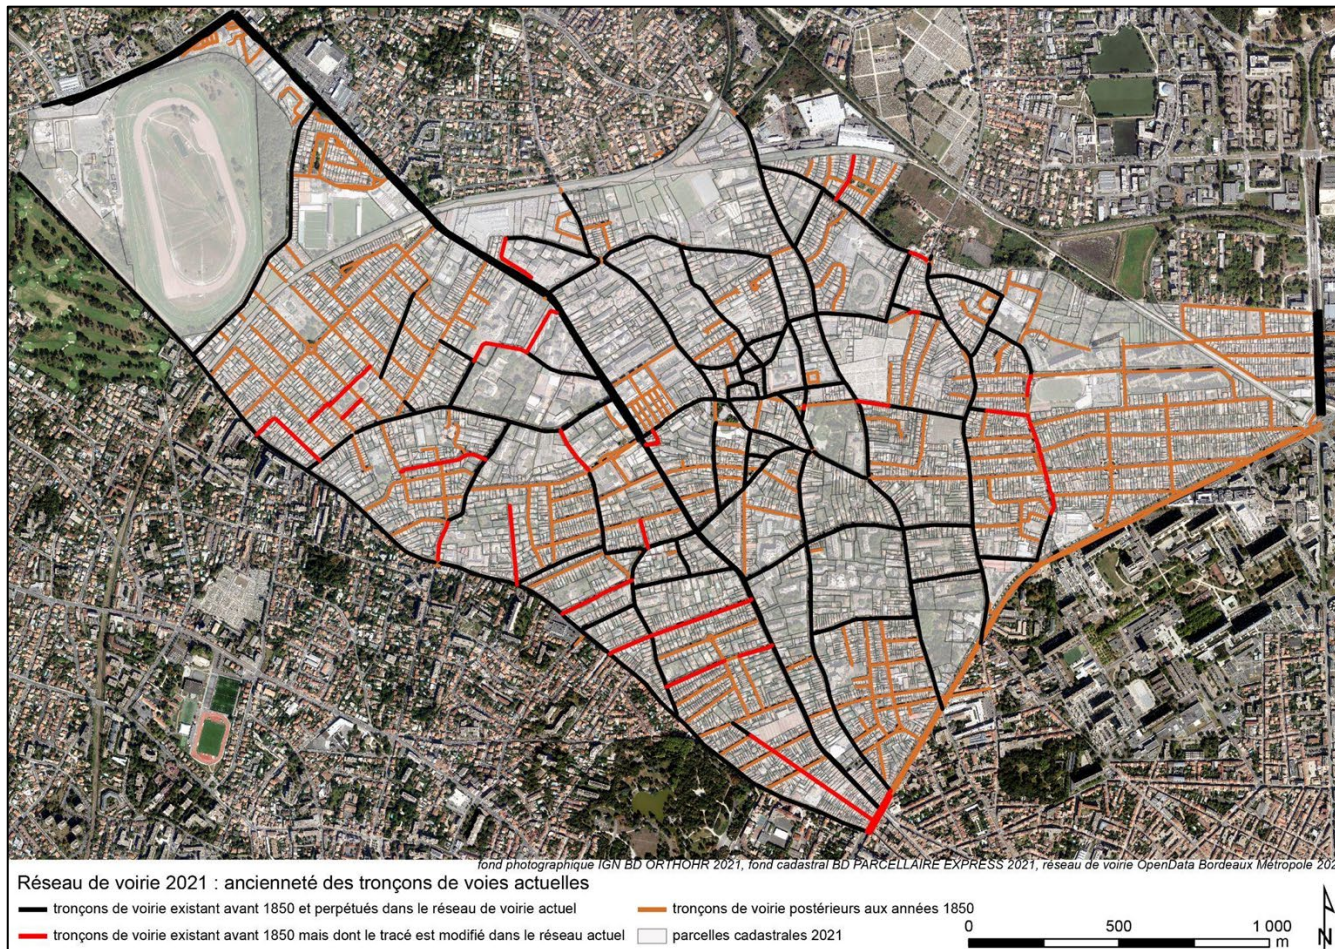 fond photographique IGN BD ORTHOHR 2021, fond cadastral BD PARCELLAIRE EXPRESS 2021, réseau de voirie OpenData Bordeaux Métropole
Réseau de voirie 2021 : ancienneté des tronçons de voies actuelles
tronçons de voirie existant avant 1850 et perpétués dans le réseau de voirie actuel
tronçons de voirie postérieurs aux années 1850
tronçons de voirie existant avant 1850 mais dont le tracé est modifié dans le réseau actuel
parcelles cadastrales 2021
0 500 1 000
m
N